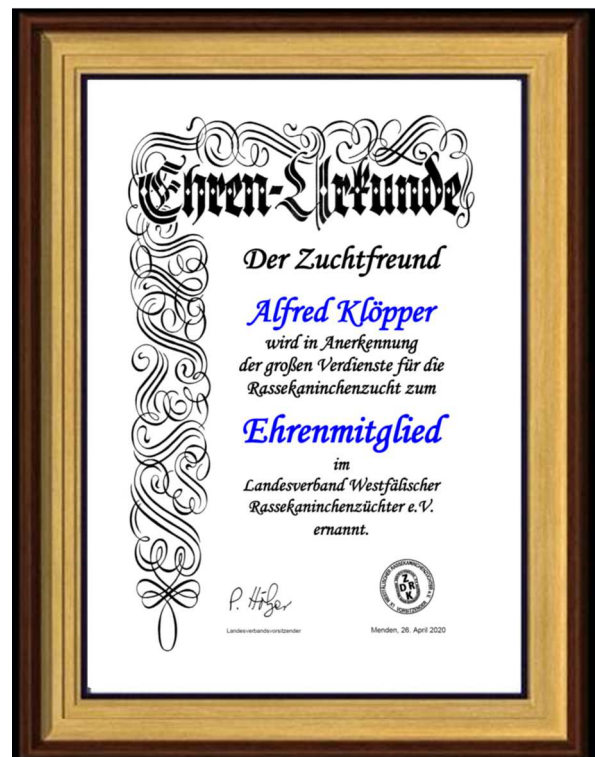 Ehren-Urkunde
Der Zuchtfreund
Alfred Klöpper
wird in Anerkennung
der großen Verdienste für die
Rassekaninchenzucht zum
Ehrenmitglied
im
Landesverband Westfälischer
Rassekaninchenzüchter e.V.
ernannt.
P.
ZDRK
Landesverbandsvorsitzender
Menden, 26. April 2020